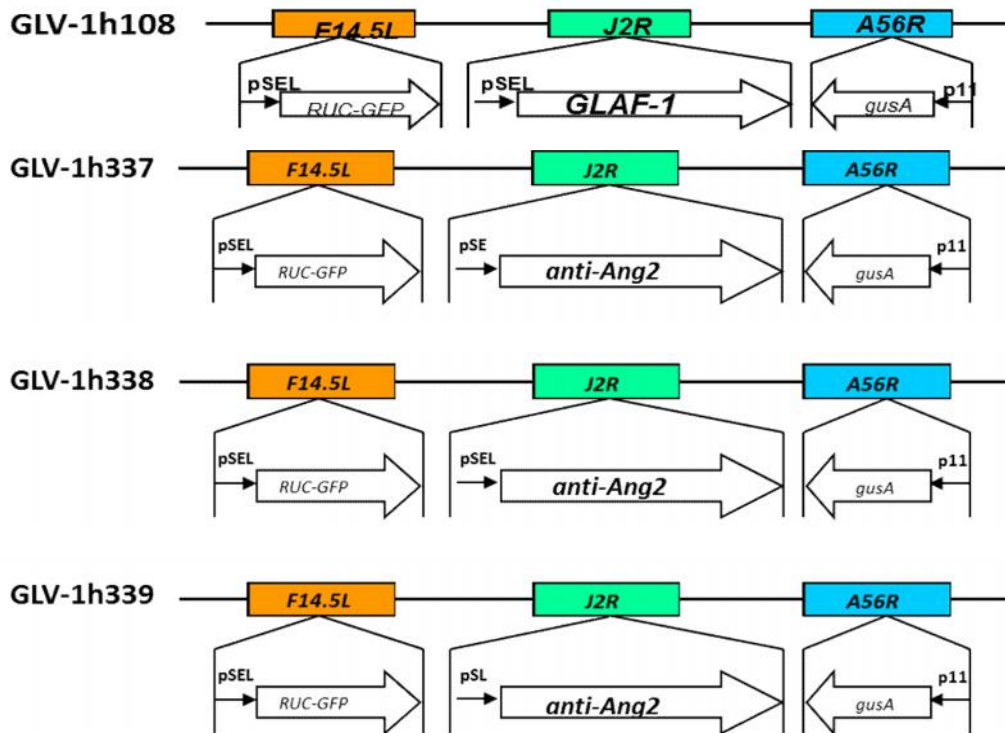 GLV-1h108
F14.5L J2R A56R
pSEL RUC-GFP pSEL GLAF-1 gusA p11
GLV-1h337
F14.5L J2R A56R
pSEL RUC-GFP pSE anti-Ang2 gusA p11
GLV-1h338
F14.5L J2R A56R
pSEL RUC-GFP pSEL anti-Ang2 gusA p11
GLV-1h339
F14.5L J2R A56R
pSEL RUC-GFP pSL anti-Ang2 gusA p11